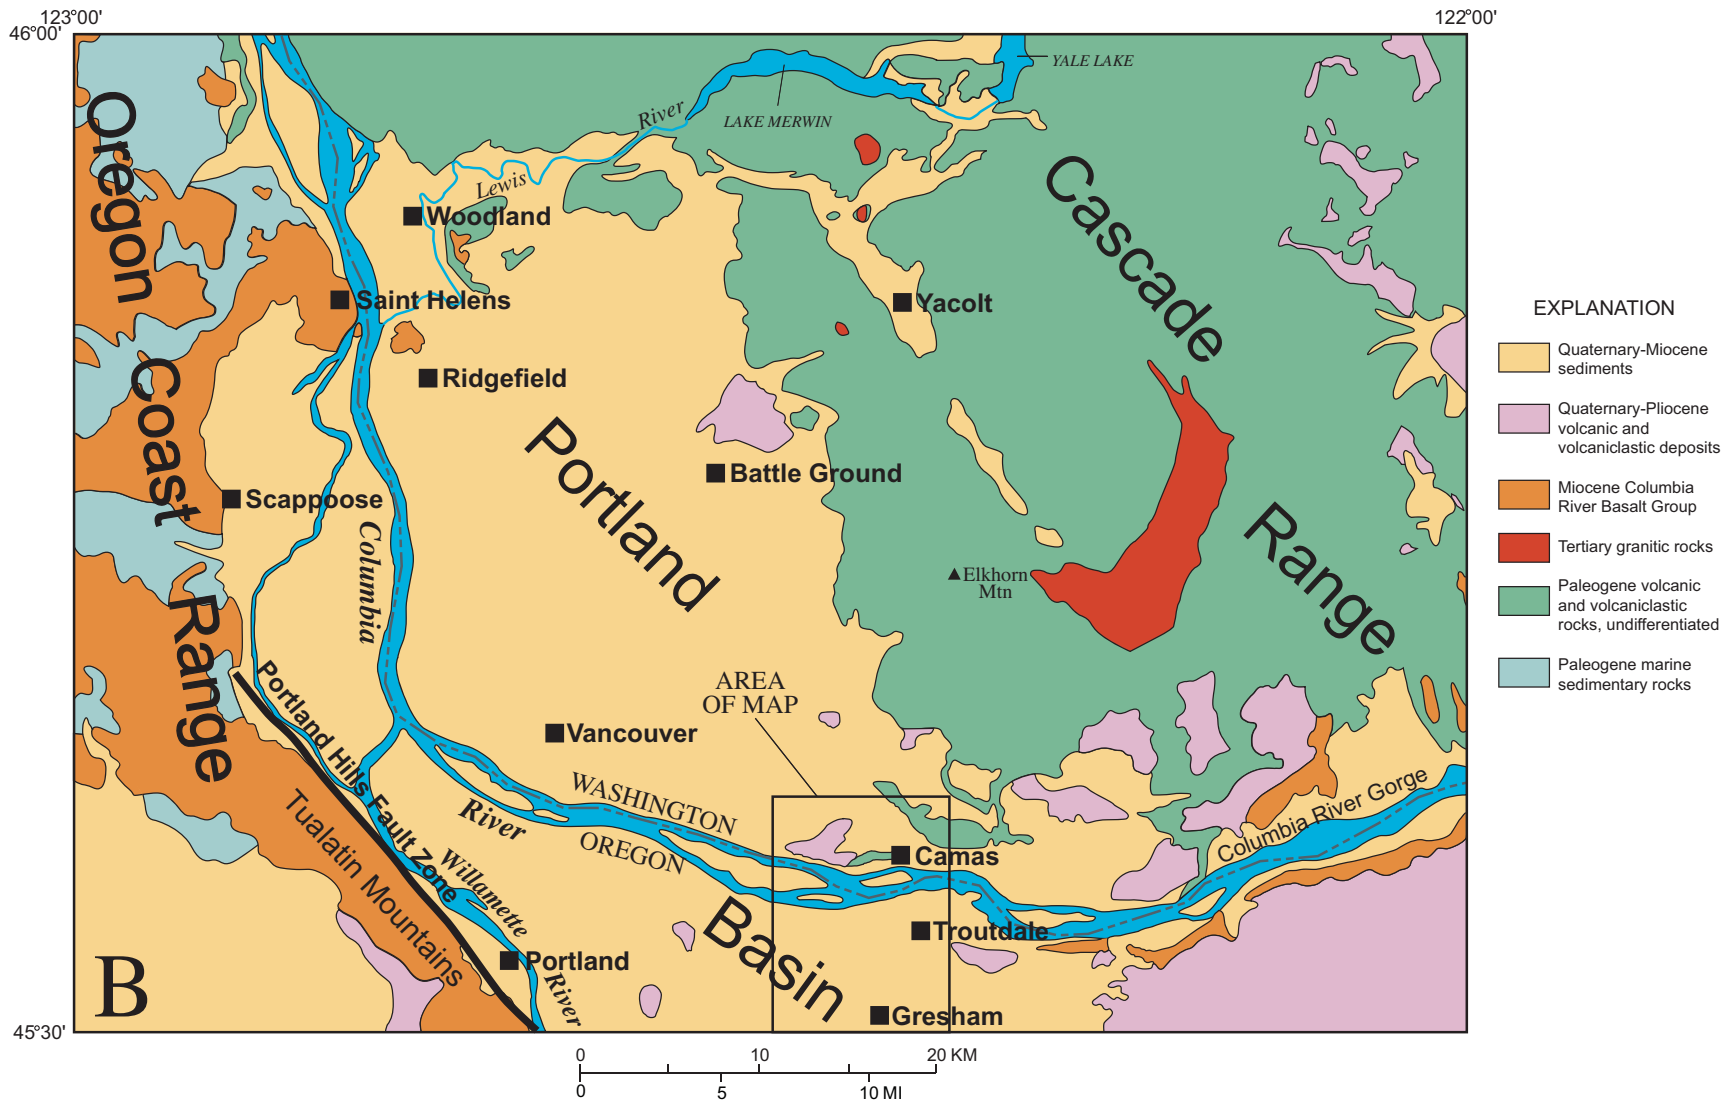 123°00'
122°00'
46°00'
45°30'
YALE LAKE
LAKE MERWIN
River
Lewis
Oregon
Coast
Range
Cascade
Range
Woodland
Saint Helens
Yacolt
Ridgefield
Portland
Basin
Battle Ground
Scappoose
Columbia
River
Elkhorn
Mtn
AREA
OF MAP
Portland Hills Fault Zone
Vancouver
WASHINGTON
OREGON
Tualatin Mountains
Willamette
River
Camas
Columbia River Gorge
Troutdale
Portland
Gresham
B
0
10
20 KM
0
5
10 MI
EXPLANATION
Quaternary-Miocene
sediments
Quaternary-Pliocene
volcanic and
volcaniclastic deposits
Miocene Columbia
River Basalt Group
Tertiary granitic rocks
Paleogene volcanic
and volcaniclastic
rocks, undifferentiated
Paleogene marine
sedimentary rocks